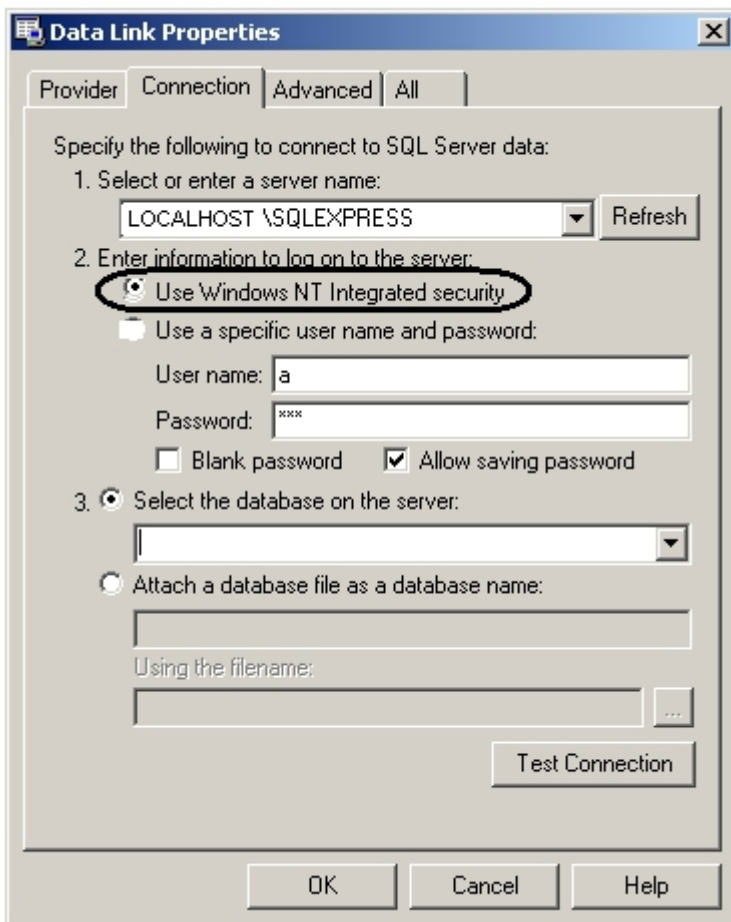 Data Link Properties
Provider Connection Advanced All
Specify the following to connect to SQL Server data:
1. Select or enter a server name:
LOCALHOST \SQLEXPRESS Refresh
2. Enter information to log on to the server:
Use Windows NT Integrated security
Use a specific user name and password:
User name: a
Password: ***
Blank password Allow saving password
3. Select the database on the server:
Attach a database file as a database name:
Using the filename:
...
Test Connection
OK Cancel Help